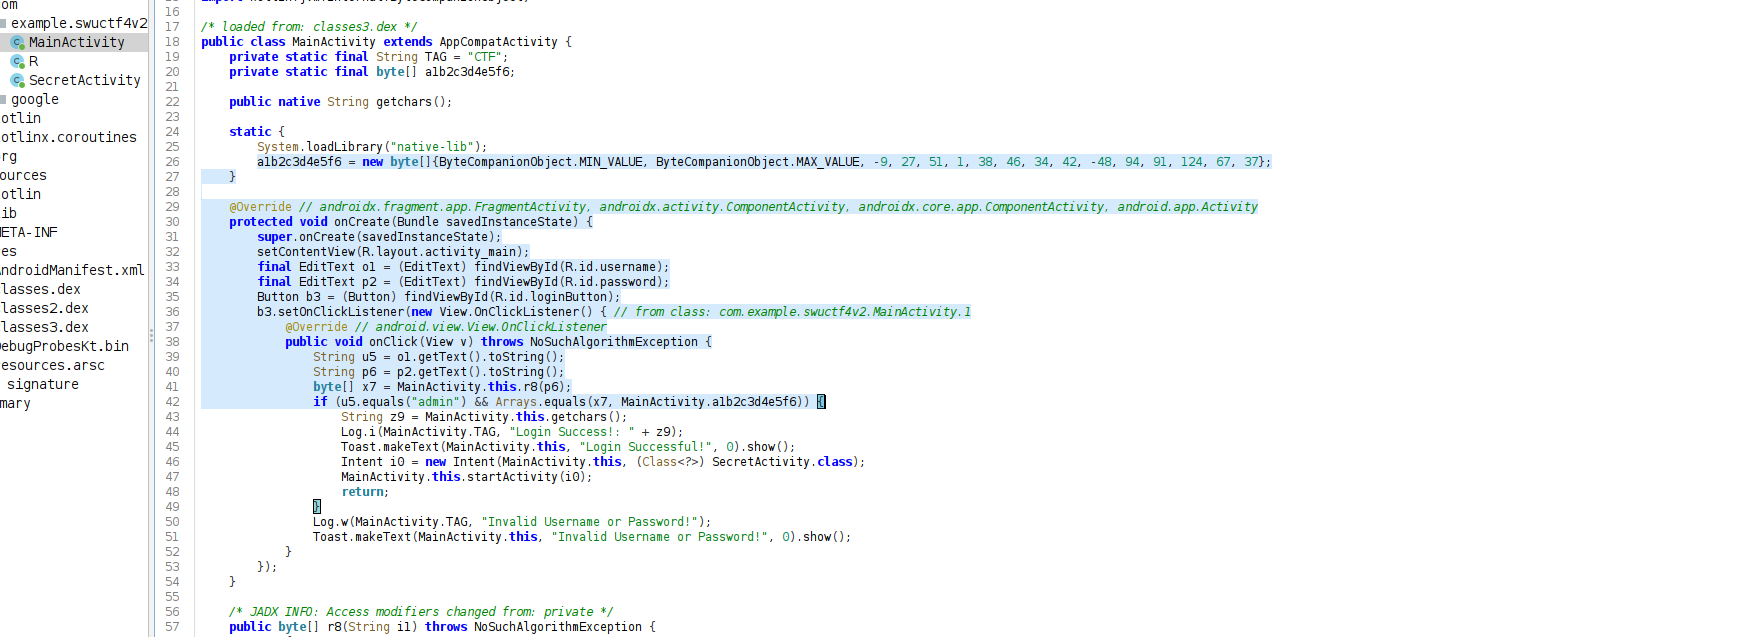 om
example.swuctf4v2
MainActivity
R
SecretActivity
google
otlin
otlinx.coroutines
rg
ources
otlin
ib
META-INF
es
AndroidManifest.xml
lasses.dex
lasses2.dex
lasses3.dex
DebugProbesKt.bin
esources.arsc
signature
mary
16
17 /* loaded from: classes3.dex */
18 public class MainActivity extends AppCompatActivity {
19 private static final String TAG = "CTF";
20 private static final byte[] a1b2c3d4e5f6;
21
22 public native String getchars();
23
24 static {
25 System.loadLibrary("native-lib");
26 a1b2c3d4e5f6 = new byte[]{ByteCompanionObject.MIN_VALUE, ByteCompanionObject.MAX_VALUE, -9, 27, 51, 1, 38, 46, 34, 42, -48, 94, 91, 124, 67, 37};
27 }
28
29 @Override // androidx.fragment.app.FragmentActivity, androidx.activity.ComponentActivity, androidx.core.app.ComponentActivity, android.app.Activity
30 protected void onCreate(Bundle savedInstanceState) {
31 super.onCreate(savedInstanceState);
32 setContentView(R.layout.activity_main);
33 final EditText o1 = (EditText) findViewById(R.id.username);
34 final EditText p2 = (EditText) findViewById(R.id.password);
35 Button b3 = (Button) findViewById(R.id.loginButton);
36 b3.setOnClickListener(new View.OnClickListener() { // from class: com.example.swuctf4v2.MainActivity.1
37 @Override // android.view.View.OnClickListener
38 public void onClick(View v) throws NoSuchAlgorithmException {
39 String u5 = o1.getText().toString();
40 String p6 = p2.getText().toString();
41 byte[] x7 = MainActivity.this.r8(p6);
42 if (u5.equals("admin") && Arrays.equals(x7, MainActivity.a1b2c3d4e5f6)) {
43 String z9 = MainActivity.this.getchars();
44 Log.i(MainActivity.TAG, "Login Success!: " + z9);
45 Toast.makeText(MainActivity.this, "Login Successful!", 0).show();
46 Intent i0 = new Intent(MainActivity.this, (Class<?>) SecretActivity.class);
47 MainActivity.this.startActivity(i0);
48 return;
49 }
50 Log.w(MainActivity.TAG, "Invalid Username or Password!");
51 Toast.makeText(MainActivity.this, "Invalid Username or Password!", 0).show();
52 }
53 });
54 }
55
56 /* JADX INFO: Access modifiers changed from: private */
57 public byte[] r8(String i1) throws NoSuchAlgorithmException {